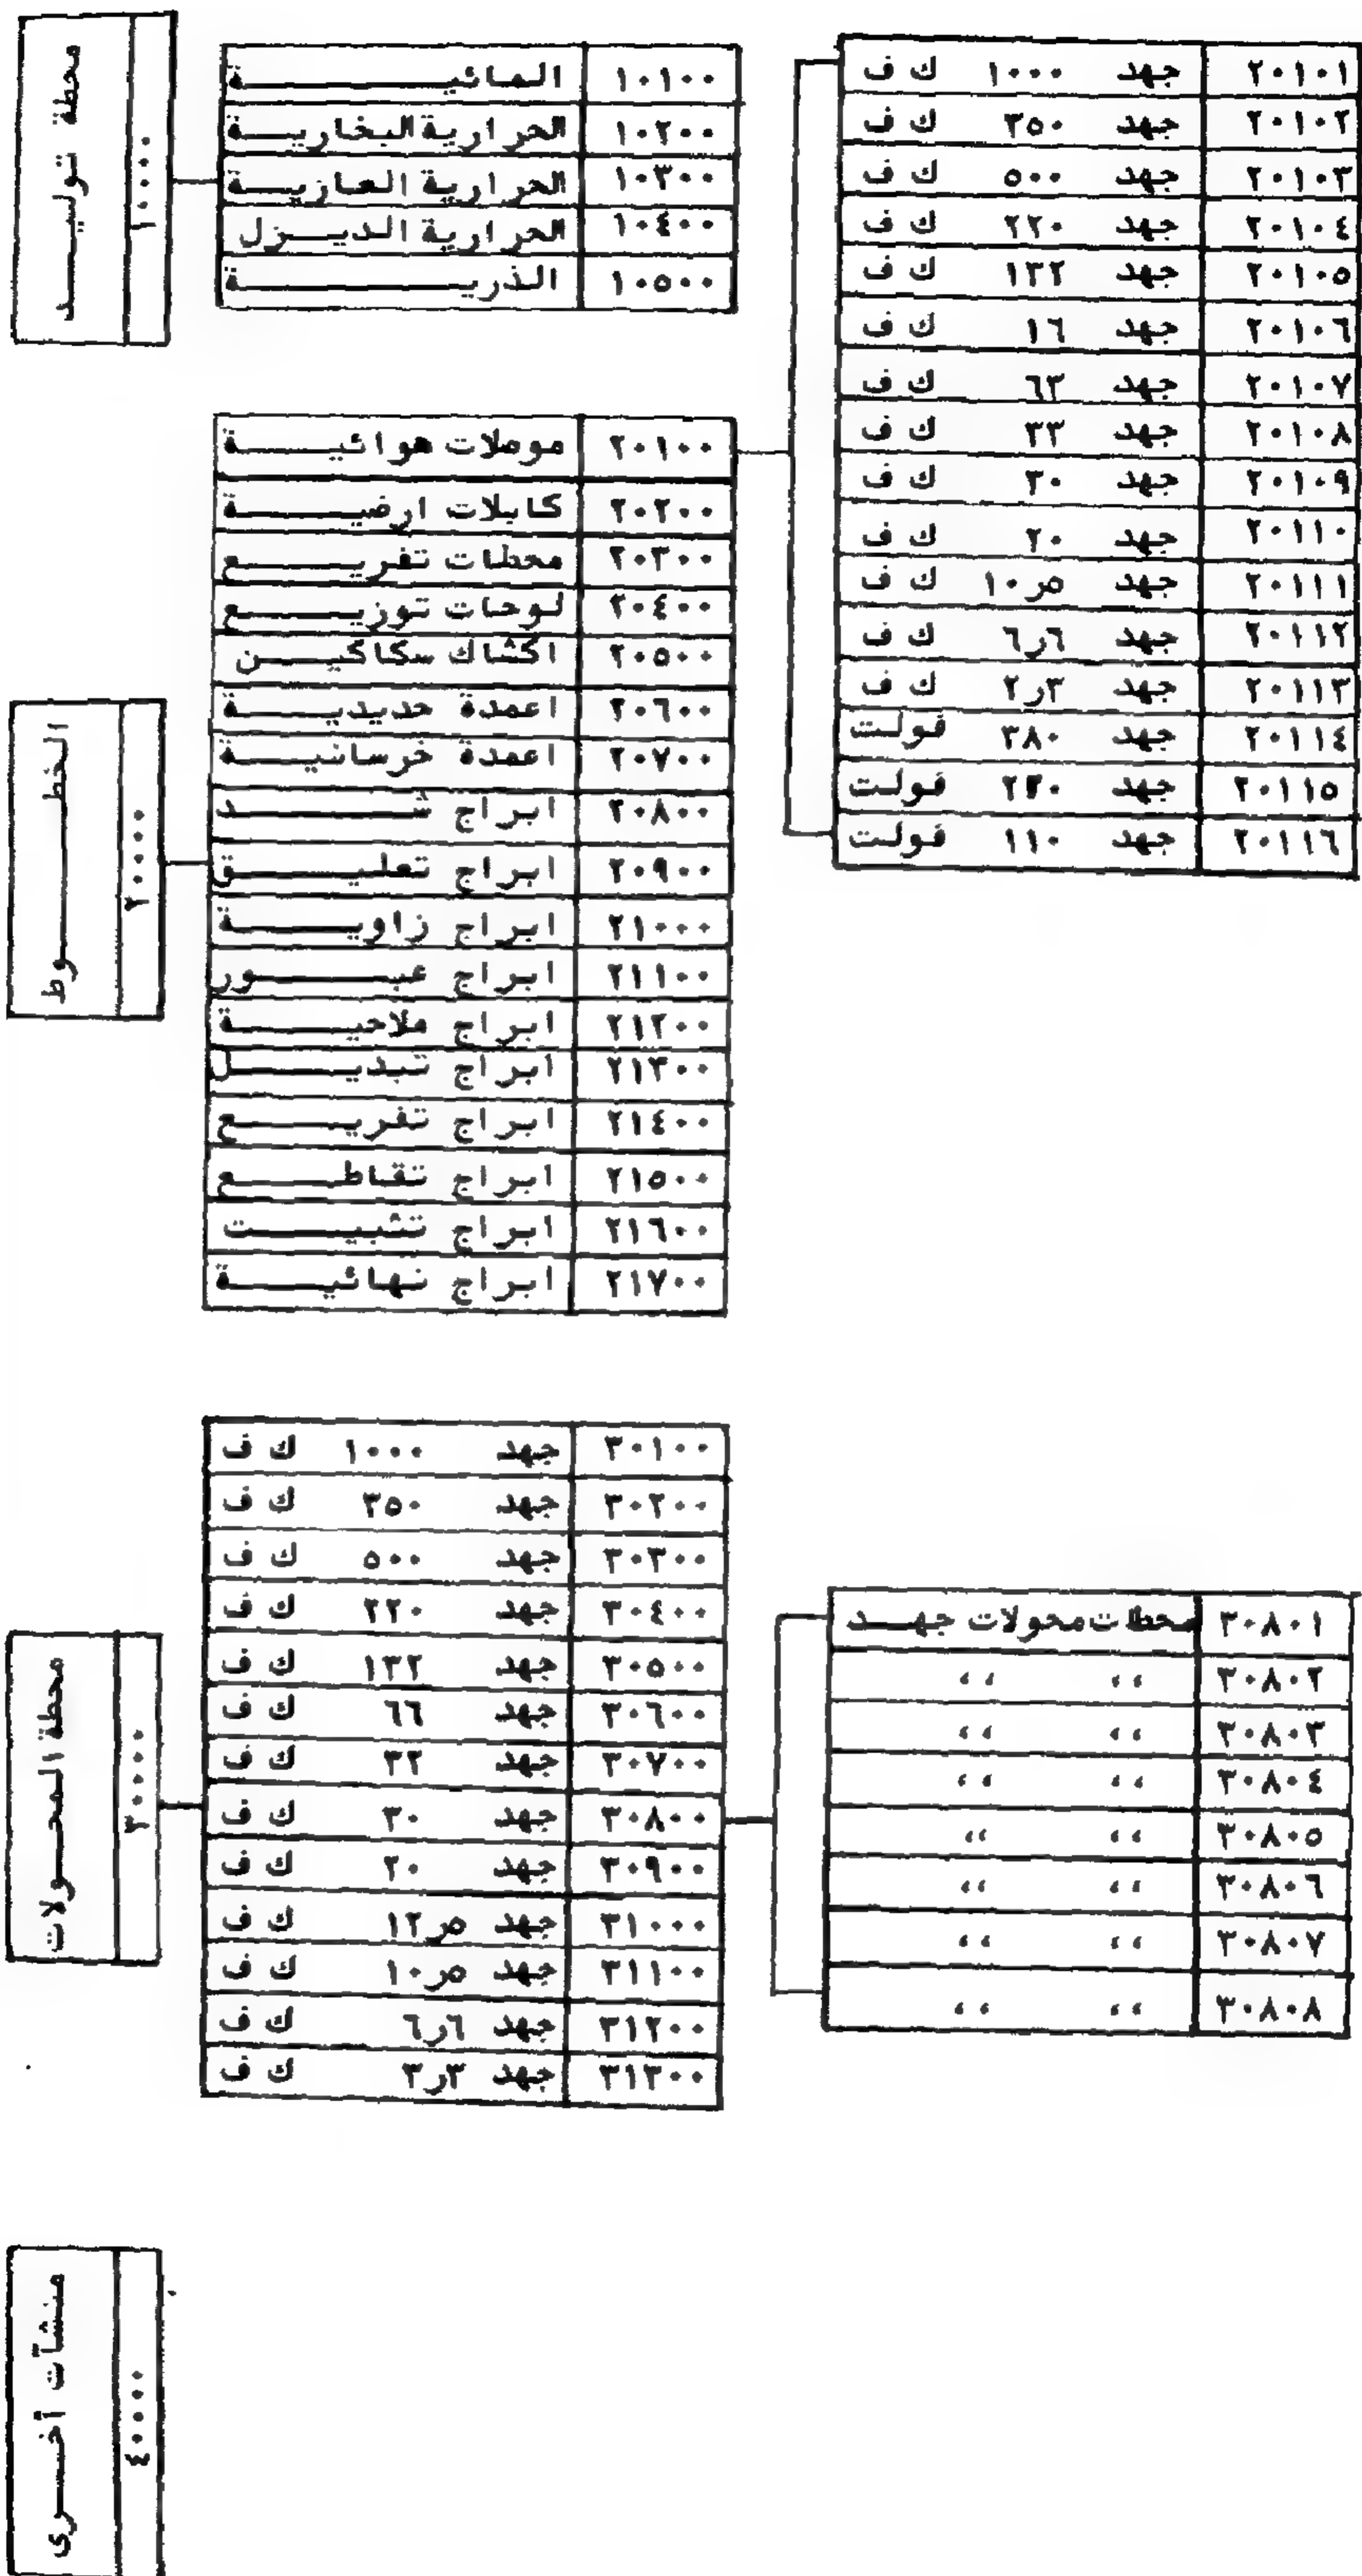 محطة توليد
١٠٠٠٠
١٠١٠٠ المائية
١٠٢٠٠ الحرارية البخارية
١٠٣٠٠ الحرارية الغازية
١٠٤٠٠ الحرارية الديزل
١٠٥٠٠ الذرية
الخطوط
٢٠٠٠٠
٢٠١٠٠ موصلات هوائية
٢٠٢٠٠ كابلات ارضية
٢٠٣٠٠ محطات تفريع
٢٠٤٠٠ لوحات توزيع
٢٠٥٠٠ اكشاك سكاكين
٢٠٦٠٠ اعمدة حديدية
٢٠٧٠٠ اعمدة خرسانية
٢٠٨٠٠ ابراج شد
٢٠٩٠٠ ابراج تعليق
٢١٠٠٠ ابراج زاوية
٢١١٠٠ ابراج عبور
٢١٢٠٠ ابراج ملاحية
٢١٣٠٠ ابراج تبديل
٢١٤٠٠ ابراج تفريع
٢١٥٠٠ ابراج تقاطع
٢١٦٠٠ ابراج تثبيت
٢١٧٠٠ ابراج نهائية
٢٠١٠١ جهد ١٠٠٠ ك ف
٢٠١٠٢ جهد ٣٥٠ ك ف
٢٠١٠٣ جهد ٥٠٠ ك ف
٢٠١٠٤ جهد ٢٢٠ ك ف
٢٠١٠٥ جهد ١٣٢ ك ف
٢٠١٠٦ جهد ١٦ ك ف
٢٠١٠٧ جهد ٦٣ ك ف
٢٠١٠٨ جهد ٣٣ ك ف
٢٠١٠٩ جهد ٣٠ ك ف
٢٠١١٠ جهد ٢٠ ك ف
٢٠١١١ جهد ٥ر١٠ ك ف
٢٠١١٢ جهد ٦ر٦ ك ف
٢٠١١٣ جهد ٣ر٢ ك ف
٢٠١١٤ جهد ٣٨٠ فولت
٢٠١١٥ جهد ٢٢٠ فولت
٢٠١١٦ جهد ١١٠ فولت
محطة المحولات
٣٠٠٠٠
٣٠١٠٠ جهد ١٠٠٠ ك ف
٣٠٢٠٠ جهد ٣٥٠ ك ف
٣٠٣٠٠ جهد ٥٠٠ ك ف
٣٠٤٠٠ جهد ٢٢٠ ك ف
٣٠٥٠٠ جهد ١٣٢ ك ف
٣٠٦٠٠ جهد ٦٦ ك ف
٣٠٧٠٠ جهد ٣٢ ك ف
٣٠٨٠٠ جهد ٣٠ ك ف
٣٠٩٠٠ جهد ٢٠ ك ف
٣١٠٠٠ جهد ٥ر١٢ ك ف
٣١١٠٠ جهد ٥ر١٠ ك ف
٣١٢٠٠ جهد ٦ر٦ ك ف
٣١٣٠٠ جهد ٣ر٣ ك ف
٣٠٨٠١ محطات محولات جهد
٣٠٨٠٢ ،، ،،
٣٠٨٠٣ ،، ،،
٣٠٨٠٤ ،، ،،
٣٠٨٠٥ ،، ،،
٣٠٨٠٦ ،، ،،
٣٠٨٠٧ ،، ،،
٣٠٨٠٨ ،، ،،
منشآت أخرى
٤٠٠٠٠